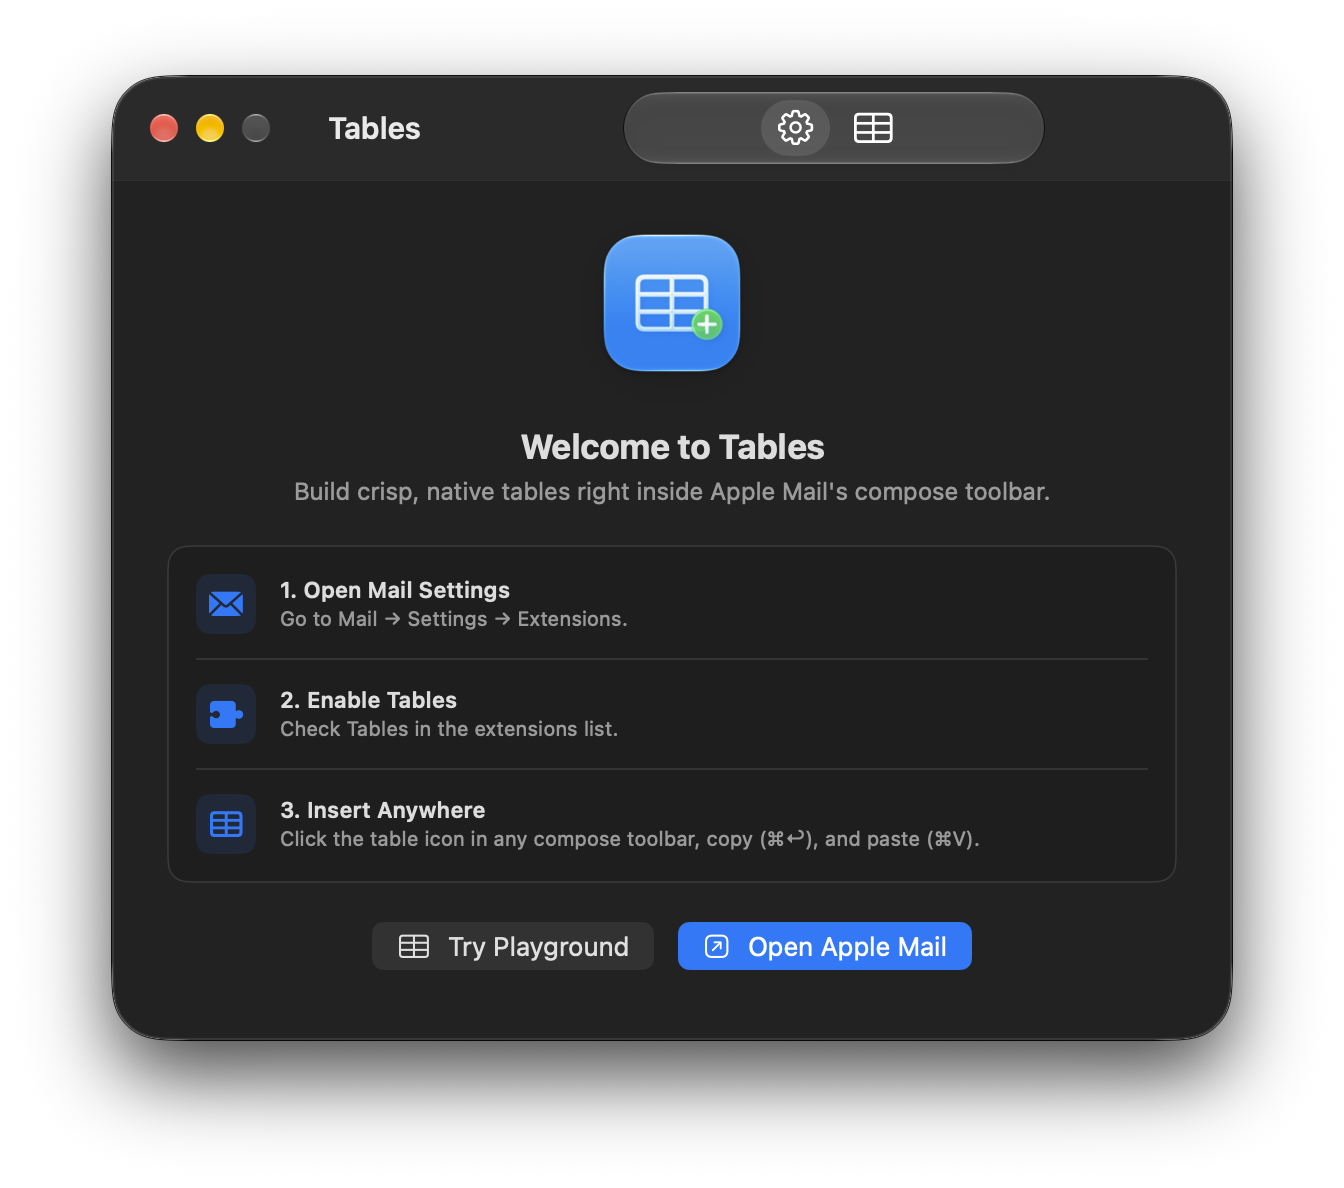 Tables
Welcome to Tables
Build crisp, native tables right inside Apple Mail's compose toolbar.
1. Open Mail Settings
Go to Mail → Settings → Extensions.
2. Enable Tables
Check Tables in the extensions list.
3. Insert Anywhere
Click the table icon in any compose toolbar, copy (⌘↩), and paste (⌘V).
Try Playground
Open Apple Mail